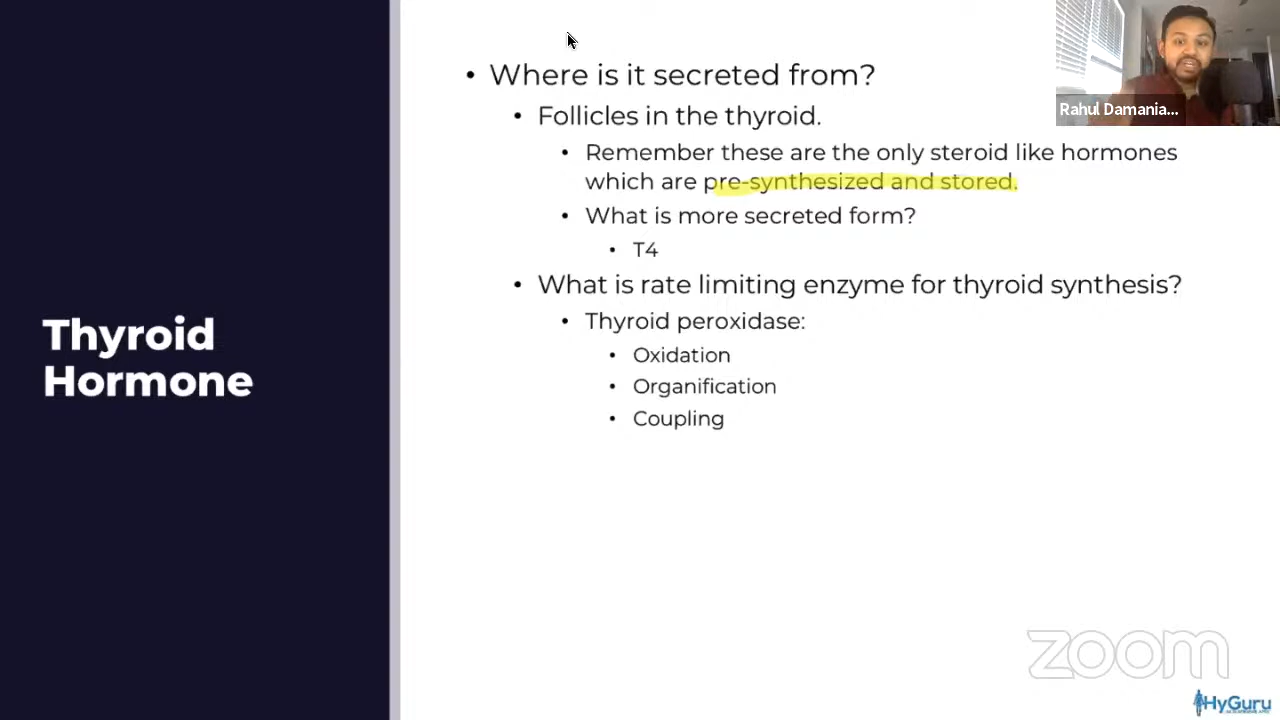 • Where is it secreted from?
• Follicles in the thyroid.
• Remember these are the only steroid like hormones
which are pre-synthesized and stored.
• What is more secreted form?
• T4
• What is rate limiting enzyme for thyroid synthesis?
• Thyroid peroxidase:
• Oxidation
• Organification
• Coupling
Thyroid
Hormone
Rahul Damania...
zoom
HyGuru